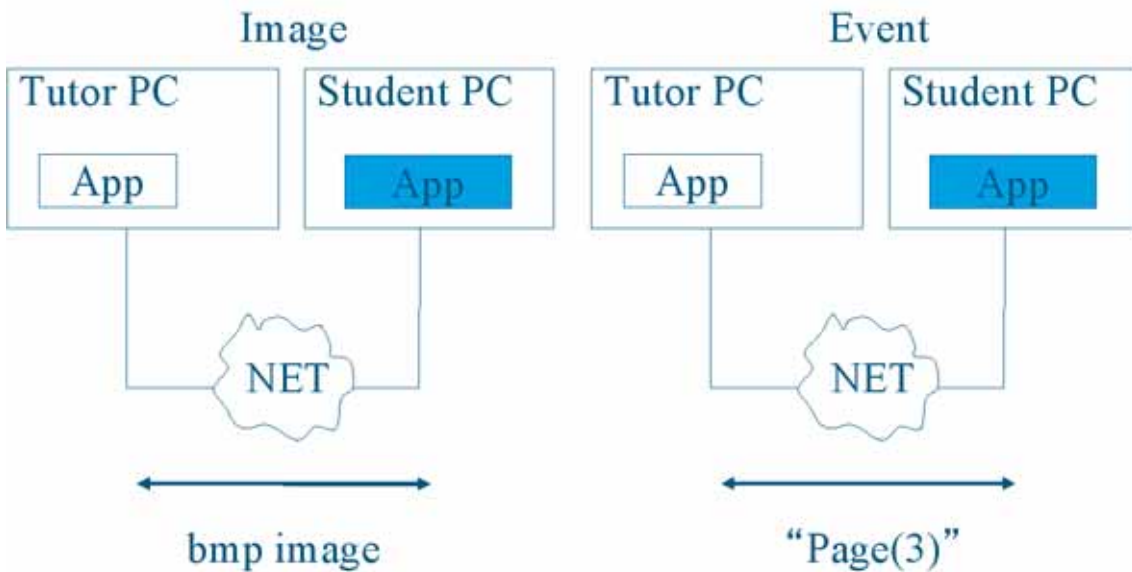 Image
Tutor PC
Student PC
App
App
NET
bmp image
Event
Tutor PC
Student PC
App
App
NET
“Page(3)”